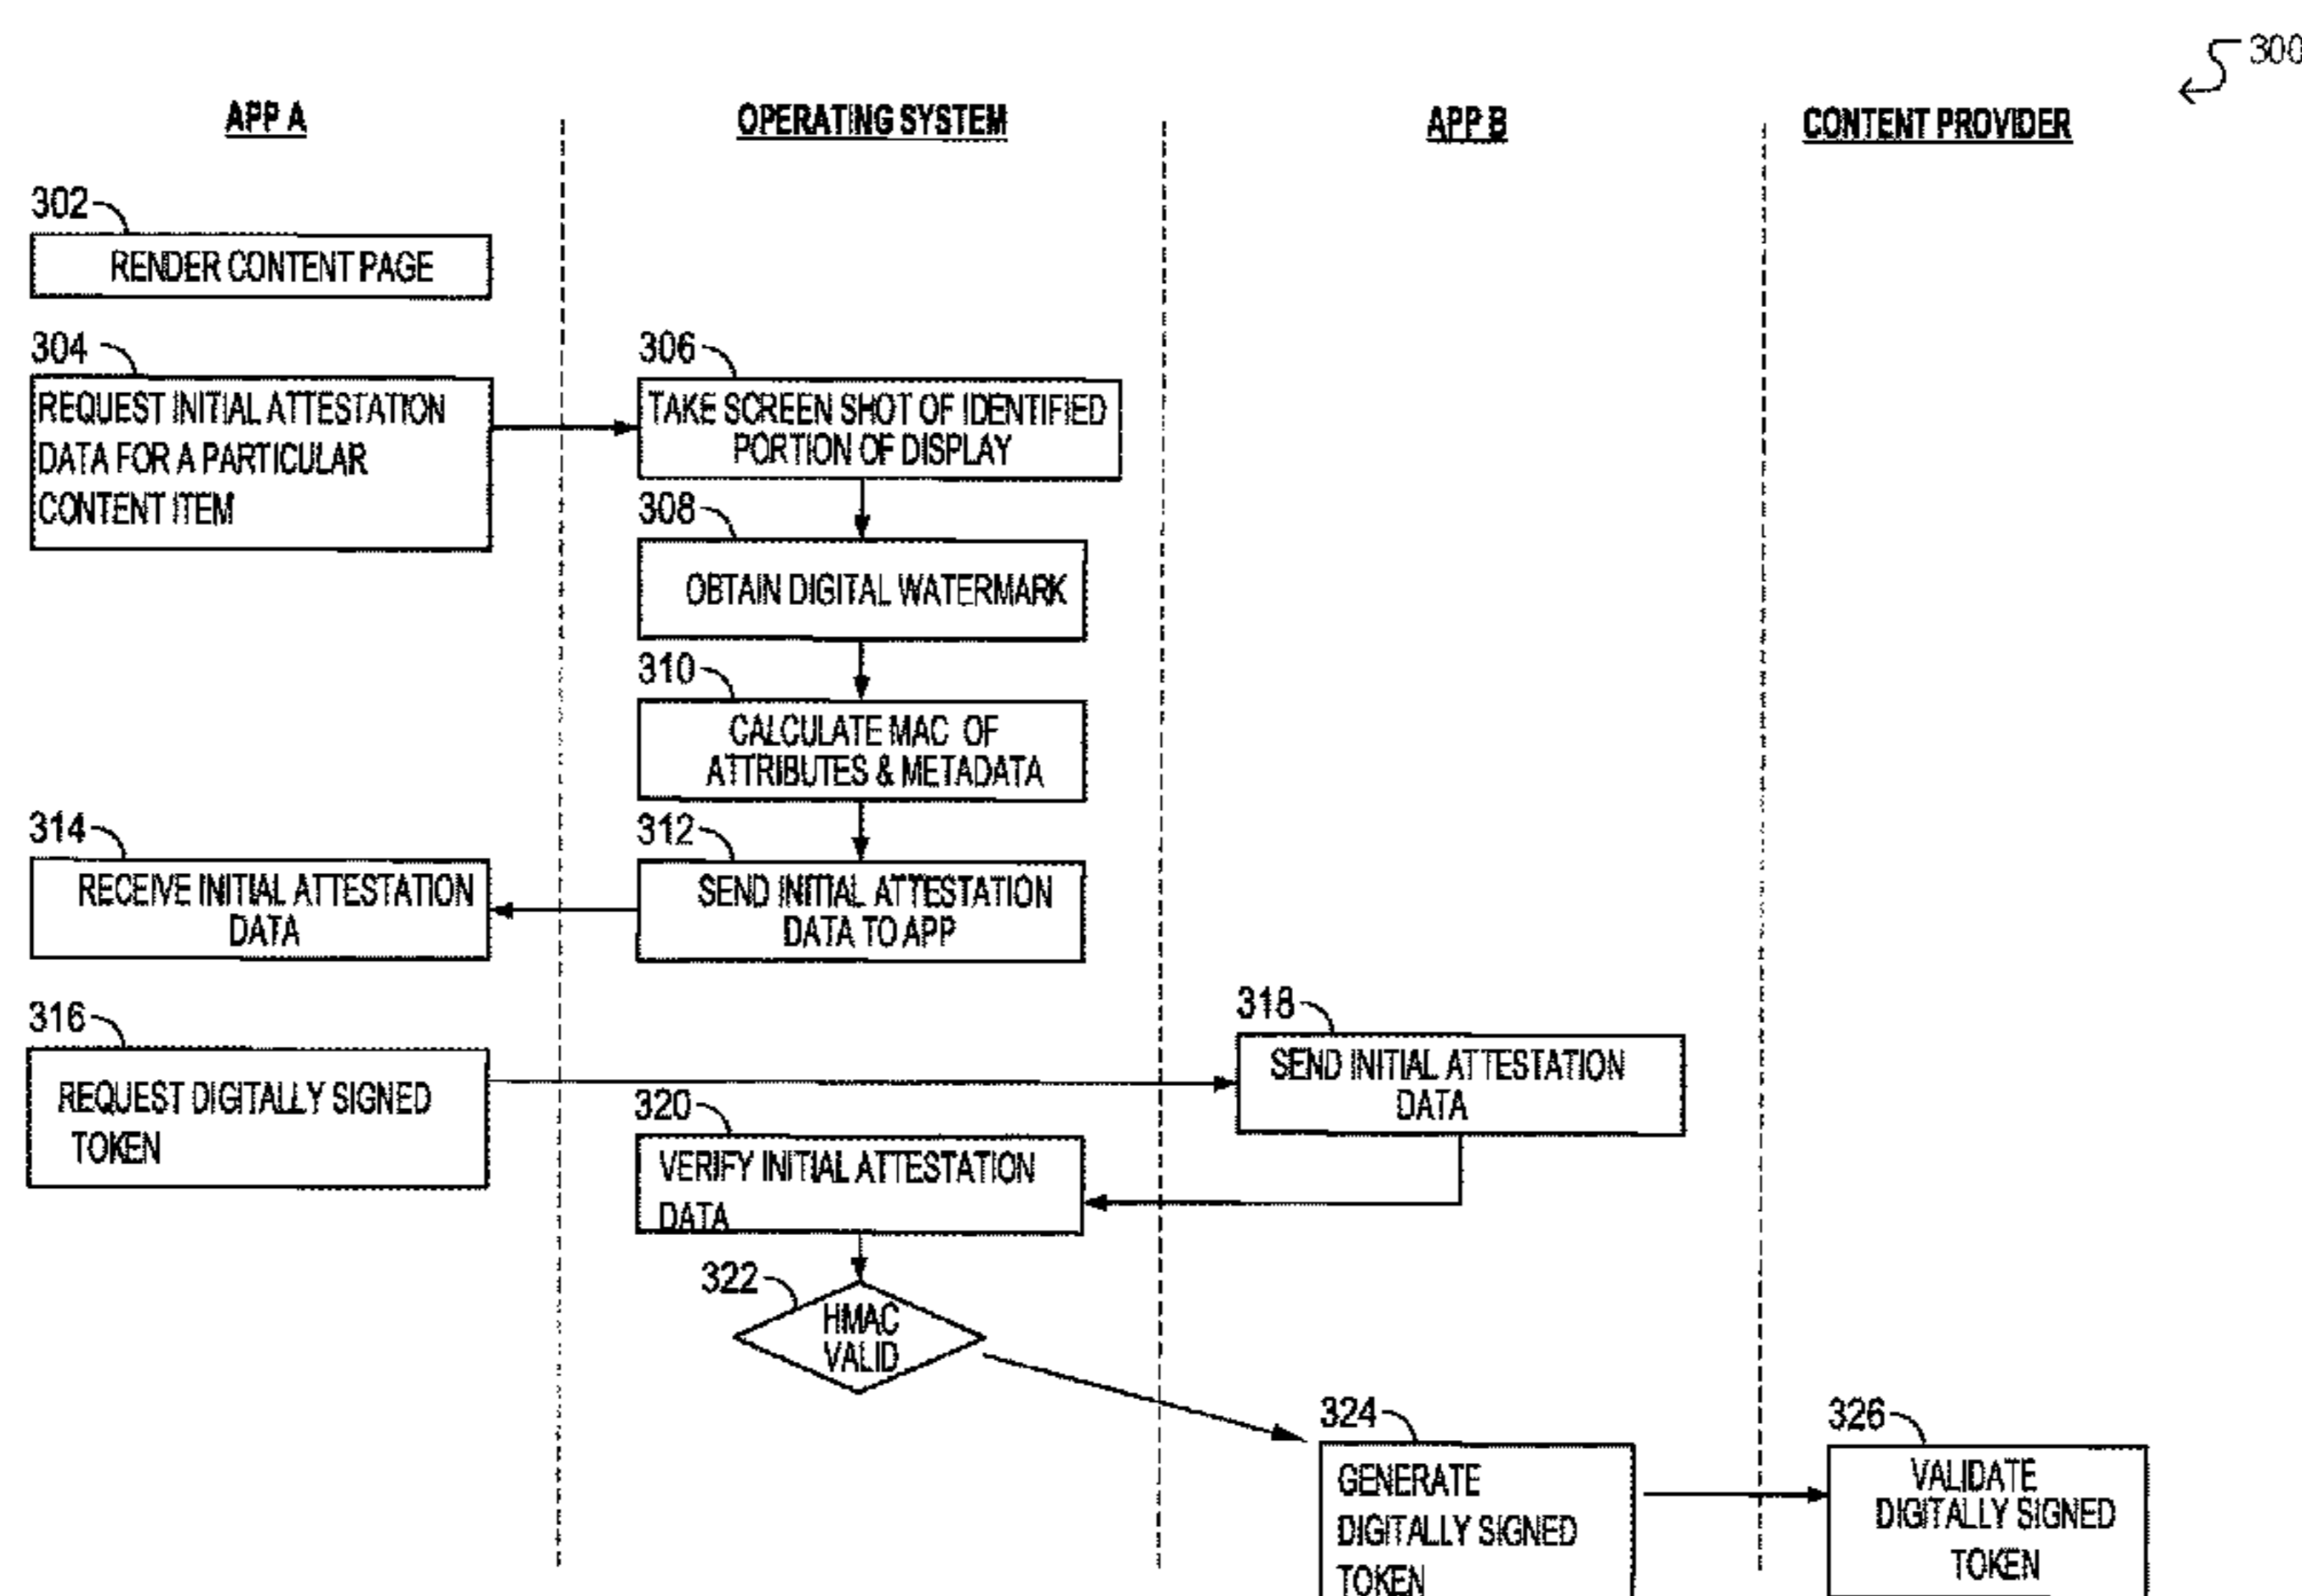 300
APP A
OPERATING SYSTEM
APP B
CONTENT PROVIDER
302
RENDER CONTENT PAGE
304
REQUEST INITIAL ATTESTATION
DATA FOR A PARTICULAR
CONTENT ITEM
306
TAKE SCREEN SHOT OF IDENTIFIED
PORTION OF DISPLAY
308
OBTAIN DIGITAL WATERMARK
310
CALCULATE MAC OF
ATTRIBUTES & METADATA
312
SEND INITIAL ATTESTATION
DATA TO APP
314
RECEIVE INITIAL ATTESTATION
DATA
316
REQUEST DIGITALLY SIGNED
TOKEN
318
SEND INITIAL ATTESTATION
DATA
320
VERIFY INITIAL ATTESTATION
DATA
322
HMAC
VALID
324
GENERATE
DIGITALLY SIGNED
TOKEN
326
VALIDATE
DIGITALLY SIGNED
TOKEN